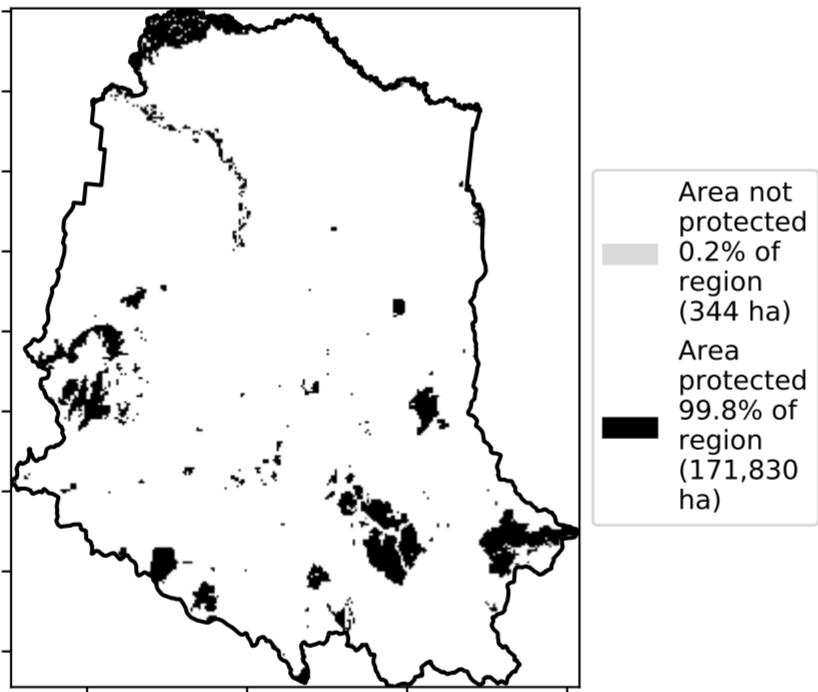 Area not
protected
0.2% of
region
(344 ha)
Area
protected
99.8% of
region
(171,830
ha)